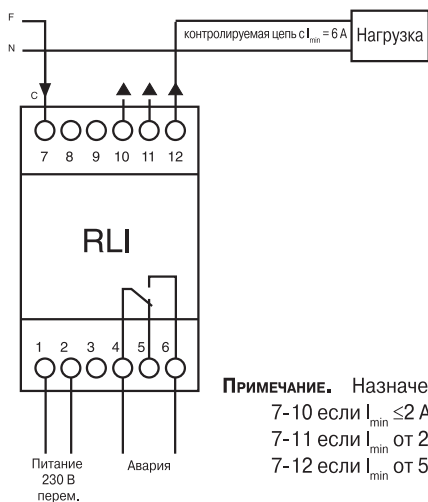 F
N
контролируемая цепь с Imin = 6 А
Нагрузка
C
7 8 9 10 11 12
RLI
1 2 3 4 5 6
Питание
230 В
перем.
Авария
ПРИМЕЧАНИЕ. Назначе
7-10 если Imin ≤2 А
7-11 если Imin от 2
7-12 если Imin от 5